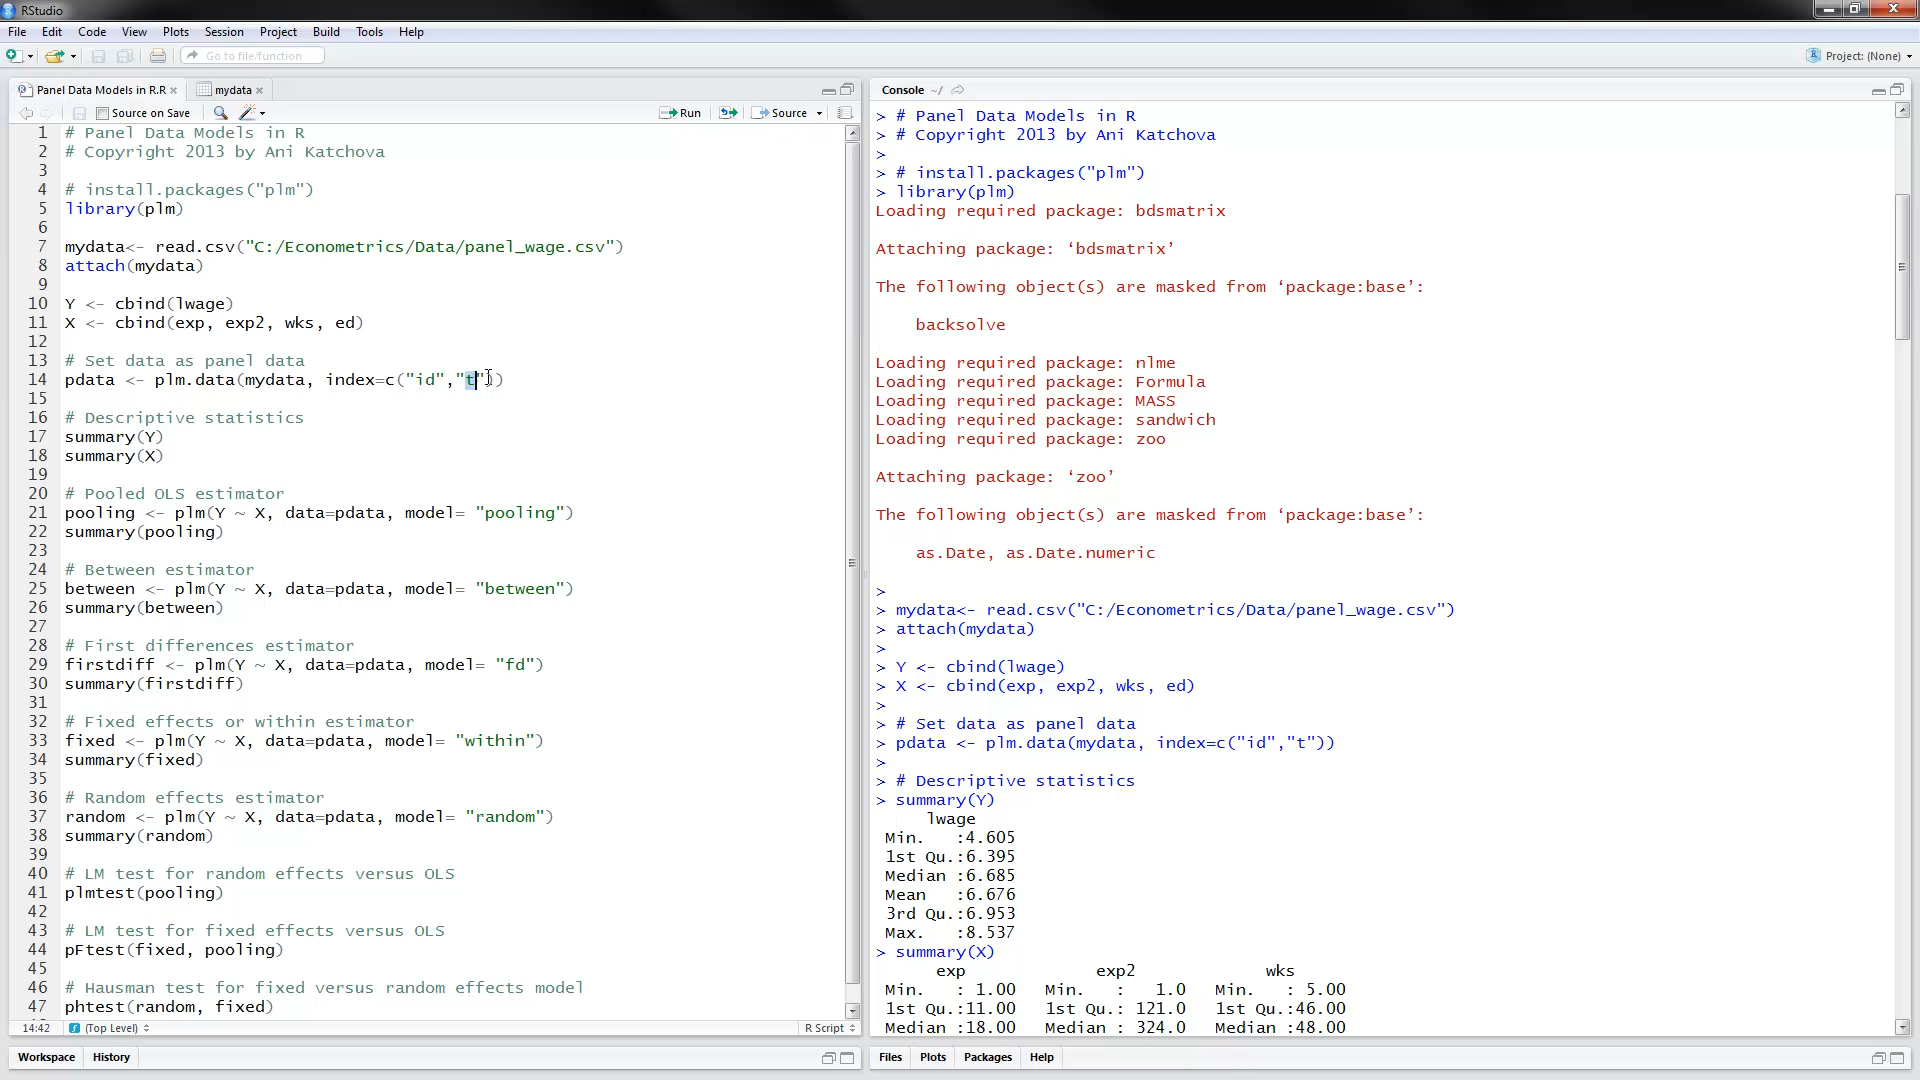 RStudio
File Edit Code View Plots Session Project Build Tools Help
Go to file/function
Project: (None)
Panel Data Models in R.R
mydata
Source on Save
Run
Source
1 # Panel Data Models in R
2 # Copyright 2013 by Ani Katchova
3
4 # install.packages("plm")
5 library(plm)
6
7 mydata<- read.csv("C:/Econometrics/Data/panel_wage.csv")
8 attach(mydata)
9
10 Y <- cbind(lwage)
11 X <- cbind(exp, exp2, wks, ed)
12
13 # Set data as panel data
14 pdata <- plm.data(mydata, index=c("id","t"))
15
16 # Descriptive statistics
17 summary(Y)
18 summary(X)
19
20 # Pooled OLS estimator
21 pooling <- plm(Y ~ X, data=pdata, model= "pooling")
22 summary(pooling)
23
24 # Between estimator
25 between <- plm(Y ~ X, data=pdata, model= "between")
26 summary(between)
27
28 # First differences estimator
29 firstdiff <- plm(Y ~ X, data=pdata, model= "fd")
30 summary(firstdiff)
31
32 # Fixed effects or within estimator
33 fixed <- plm(Y ~ X, data=pdata, model= "within")
34 summary(fixed)
35
36 # Random effects estimator
37 random <- plm(Y ~ X, data=pdata, model= "random")
38 summary(random)
39
40 # LM test for random effects versus OLS
41 plmtest(pooling)
42
43 # LM test for fixed effects versus OLS
44 pFtest(fixed, pooling)
45
46 # Hausman test for fixed versus random effects model
47 phtest(random, fixed)
14:42 (Top Level) R Script
Workspace History
Console ~/
> # Panel Data Models in R
> # Copyright 2013 by Ani Katchova
>
> # install.packages("plm")
> library(plm)
Loading required package: bdsmatrix
Attaching package: ‘bdsmatrix’
The following object(s) are masked from ‘package:base’:
backsolve
Loading required package: nlme
Loading required package: Formula
Loading required package: MASS
Loading required package: sandwich
Loading required package: zoo
Attaching package: ‘zoo’
The following object(s) are masked from ‘package:base’:
as.Date, as.Date.numeric
>
> mydata<- read.csv("C:/Econometrics/Data/panel_wage.csv")
> attach(mydata)
>
> Y <- cbind(lwage)
> X <- cbind(exp, exp2, wks, ed)
>
> # Set data as panel data
> pdata <- plm.data(mydata, index=c("id","t"))
>
> # Descriptive statistics
> summary(Y)
lwage
Min. :4.605
1st Qu.:6.395
Median :6.685
Mean :6.676
3rd Qu.:6.953
Max. :8.537
> summary(X)
exp exp2 wks
Min. : 1.00 Min. : 1.0 Min. : 5.00
1st Qu.:11.00 1st Qu.: 121.0 1st Qu.:46.00
Median :18.00 Median : 324.0 Median :48.00
Files Plots Packages Help